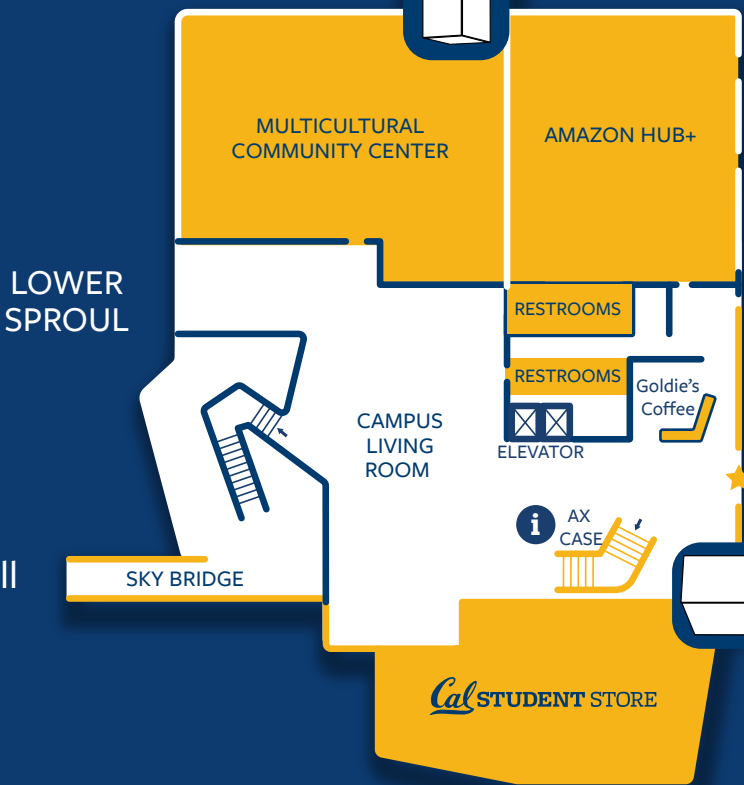 MULTICULTURAL
COMMUNITY CENTER
AMAZON HUB+
LOWER
SPROUL
RESTROOMS
RESTROOMS
Goldie's
Coffee
CAMPUS
LIVING
ROOM
ELEVATOR
i
AX
CASE
ll
SKY BRIDGE
Cal STUDENT STORE